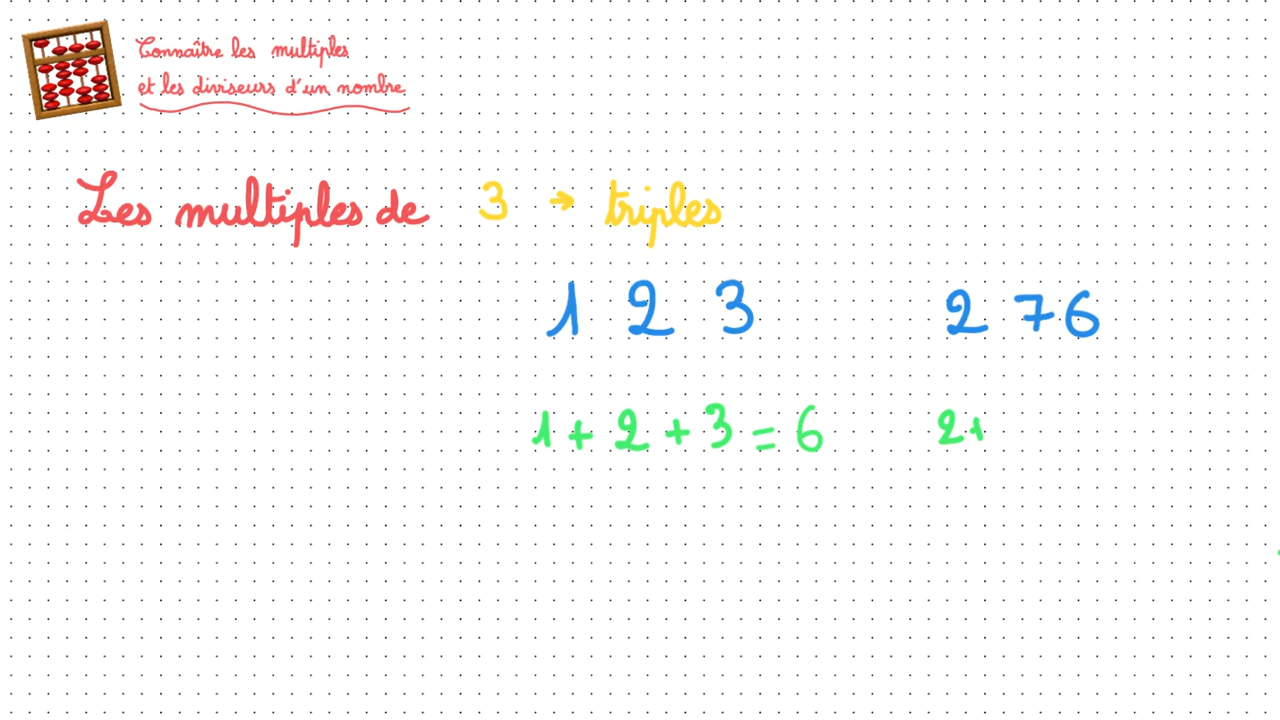 Connaître les multiples
et les diviseurs d'un nombre
Les multiples de 3 → triples
1 2 3 2 7 6
1 + 2 + 3 = 6 2 +